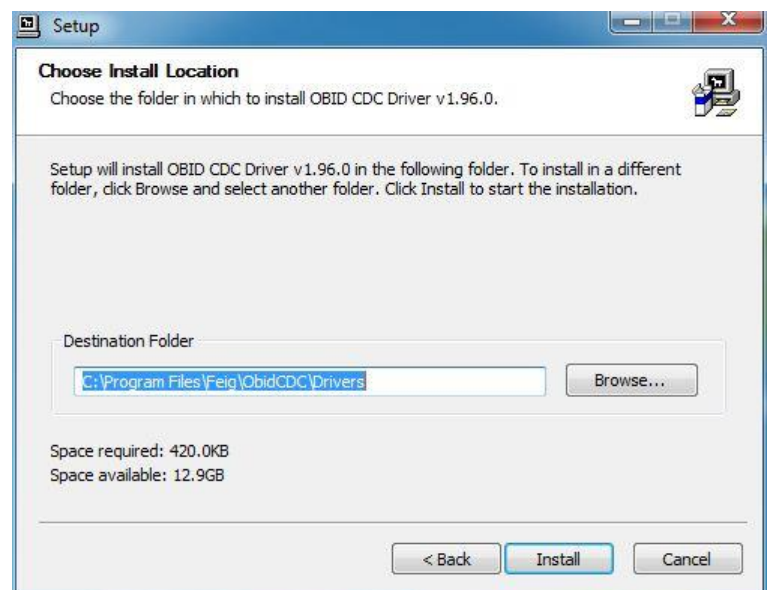 Setup
Choose Install Location
Choose the folder in which to install OBID CDC Driver v1.96.0.
Setup will install OBID CDC Driver v1.96.0 in the following folder. To install in a different
folder, click Browse and select another folder. Click Install to start the installation.
Destination Folder
C:\Program Files\Feig\ObidCDC\Drivers
Browse...
Space required: 420.0KB
Space available: 12.9GB
< Back
Install
Cancel